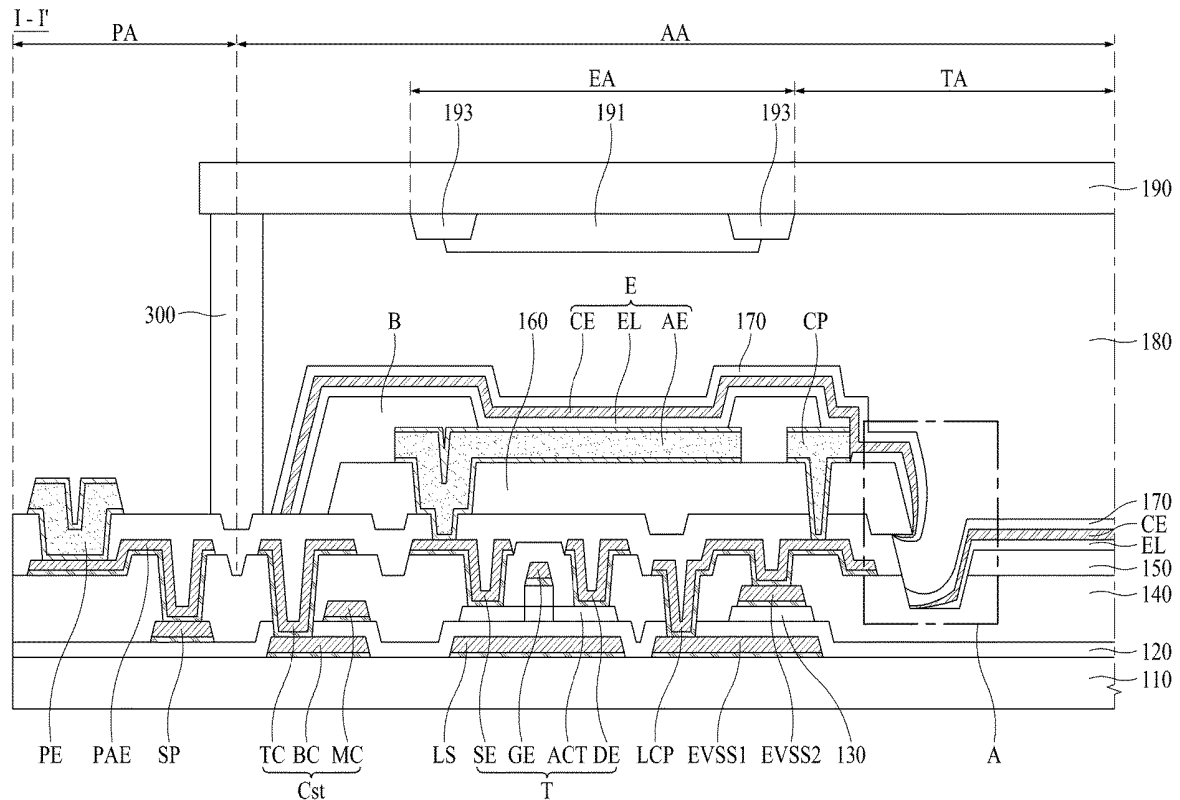 I - I'
PA
AA
EA
TA
193
191
193
190
E
300
B
160
CE
EL
AE
170
CP
180
170
CE
EL
150
140
120
110
PE
PAE
SP
TC
BC
MC
LS
SE
GE
ACT
DE
LCP
EVSS1
EVSS2
130
A
Cst
T